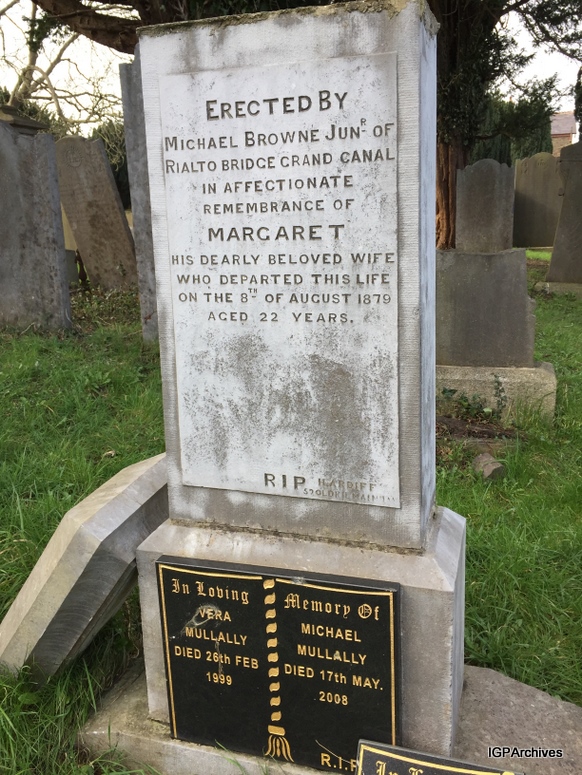 ERECTED BY
MICHAEL BROWNE JUNR OF
RIALTO BRIDGE GRAND CANAL
IN AFFECTIONATE
REMEMBRANCE OF
MARGARET
HIS DEARLY BELOVED WIFE
WHO DEPARTED THIS LIFE
ON THE 8TH OF AUGUST 1879
AGED 22 YEARS.
RIP
In Loving
VERA
MULLALLY
DIED 26th FEB
1999
Memory Of
MICHAEL
MULLALLY
DIED 17th MAY.
2008
R.I.P
In
IGPArchives